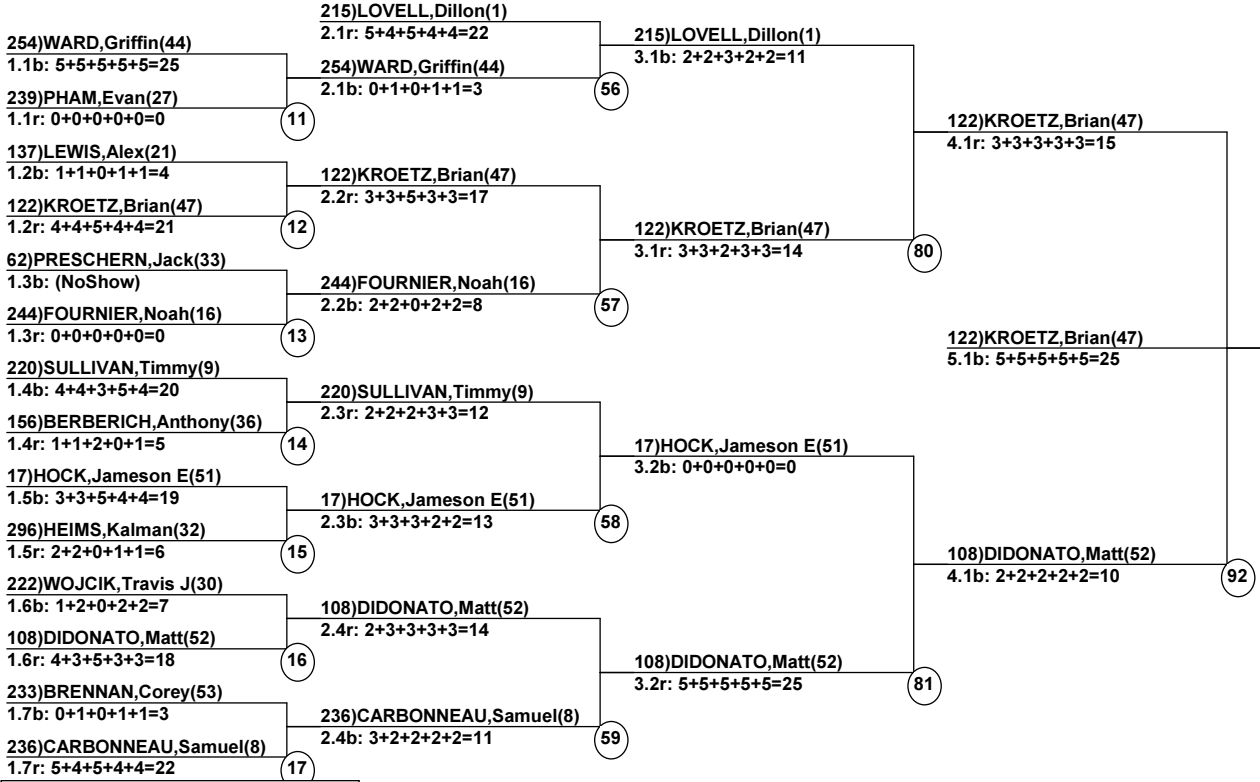 254)WARD,Griffin(44)
1.1b: 5+5+5+5+5=25
239)PHAM,Evan(27)
1.1r: 0+0+0+0+0=0
11
137)LEWIS,Alex(21)
1.2b: 1+1+0+1+1=4
122)KROETZ,Brian(47)
1.2r: 4+4+5+4+4=21
12
62)PRESCHERN,Jack(33)
1.3b: (NoShow)
244)FOURNIER,Noah(16)
1.3r: 0+0+0+0+0=0
13
220)SULLIVAN,Timmy(9)
1.4b: 4+4+3+5+4=20
156)BERBERICH,Anthony(36)
1.4r: 1+1+2+0+1=5
14
17)HOCK,Jameson E(51)
1.5b: 3+3+5+4+4=19
296)HEIMS,Kalman(32)
1.5r: 2+2+0+1+1=6
15
222)WOJCIK,Travis J(30)
1.6b: 1+2+0+2+2=7
108)DIDONATO,Matt(52)
1.6r: 4+3+5+3+3=18
16
233)BRENNAN,Corey(53)
1.7b: 0+1+0+1+1=3
236)CARBONNEAU,Samuel(8)
1.7r: 5+4+5+4+4=22
17
215)LOVELL,Dillon(1)
2.1r: 5+4+5+4+4=22
254)WARD,Griffin(44)
2.1b: 0+1+0+1+1=3
56
122)KROETZ,Brian(47)
2.2r: 3+3+5+3+3=17
244)FOURNIER,Noah(16)
2.2b: 2+2+0+2+2=8
57
220)SULLIVAN,Timmy(9)
2.3r: 2+2+2+3+3=12
17)HOCK,Jameson E(51)
2.3b: 3+3+3+2+2=13
58
108)DIDONATO,Matt(52)
2.4r: 2+3+3+3+3=14
236)CARBONNEAU,Samuel(8)
2.4b: 3+2+2+2+2=11
59
215)LOVELL,Dillon(1)
3.1b: 2+2+3+2+2=11
122)KROETZ,Brian(47)
3.1r: 3+3+2+3+3=14
80
17)HOCK,Jameson E(51)
3.2b: 0+0+0+0+0=0
108)DIDONATO,Matt(52)
3.2r: 5+5+5+5+5=25
81
122)KROETZ,Brian(47)
4.1r: 3+3+3+3+3=15
122)KROETZ,Brian(47)
5.1b: 5+5+5+5+5=25
108)DIDONATO,Matt(52)
4.1b: 2+2+2+2+2=10
92